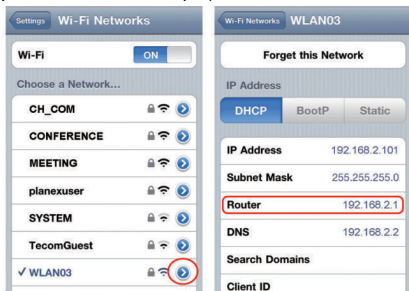 Settings
Wi-Fi Networks
Wi-Fi
ON
Choose a Network...
CH_COM
CONFERENCE
MEETING
planexuser
SYSTEM
TecomGuest
WLAN03
Wi-Fi Networks
WLAN03
Forget this Network
IP Address
DHCP BootP Static
IP Address 192.168.2.101
Subnet Mask 255.255.255.0
Router 192.168.2.1
DNS 192.168.2.2
Search Domains
Client ID